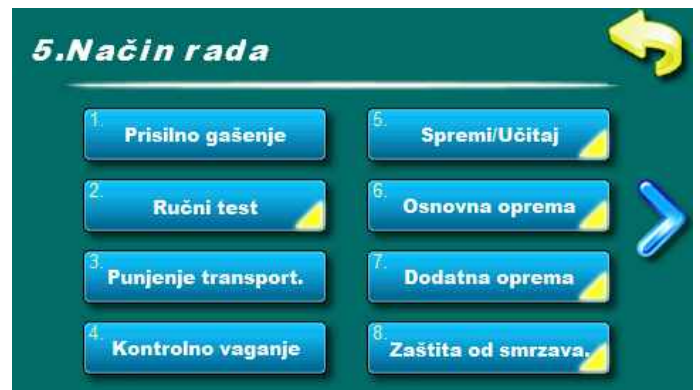 5.Način rada
1. Prisilno gašenje
2. Ručni test
3. Punjenje transport.
4. Kontrolno vaganje
5. Spremi/Učitaj
6. Osnovna oprema
7. Dodatna oprema
8. Zaštita od smrzava.